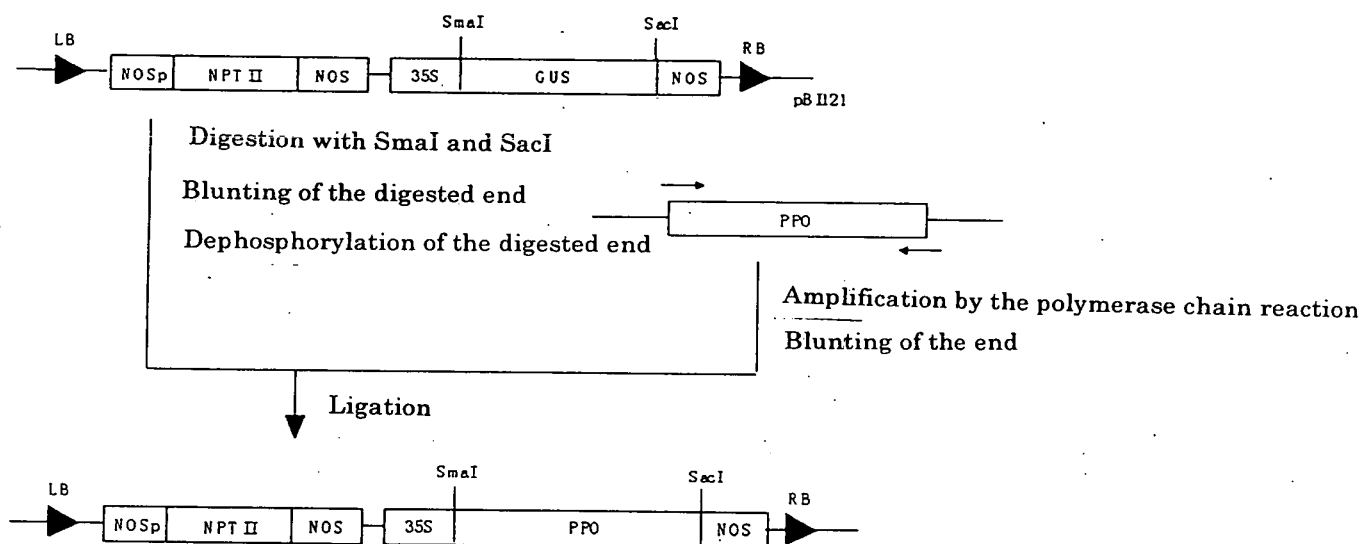 SmaI SacI
LB RB
NOSp NPT II NOS 35S GUS NOS
pBI121
Digestion with SmaI and SacI
Blunting of the digested end
PPO
Dephosphorylation of the digested end
Amplification by the polymerase chain reaction
Blunting of the end
Ligation
SmaI SacI
LB RB
NOSp NPT II NOS 35S PPO NOS